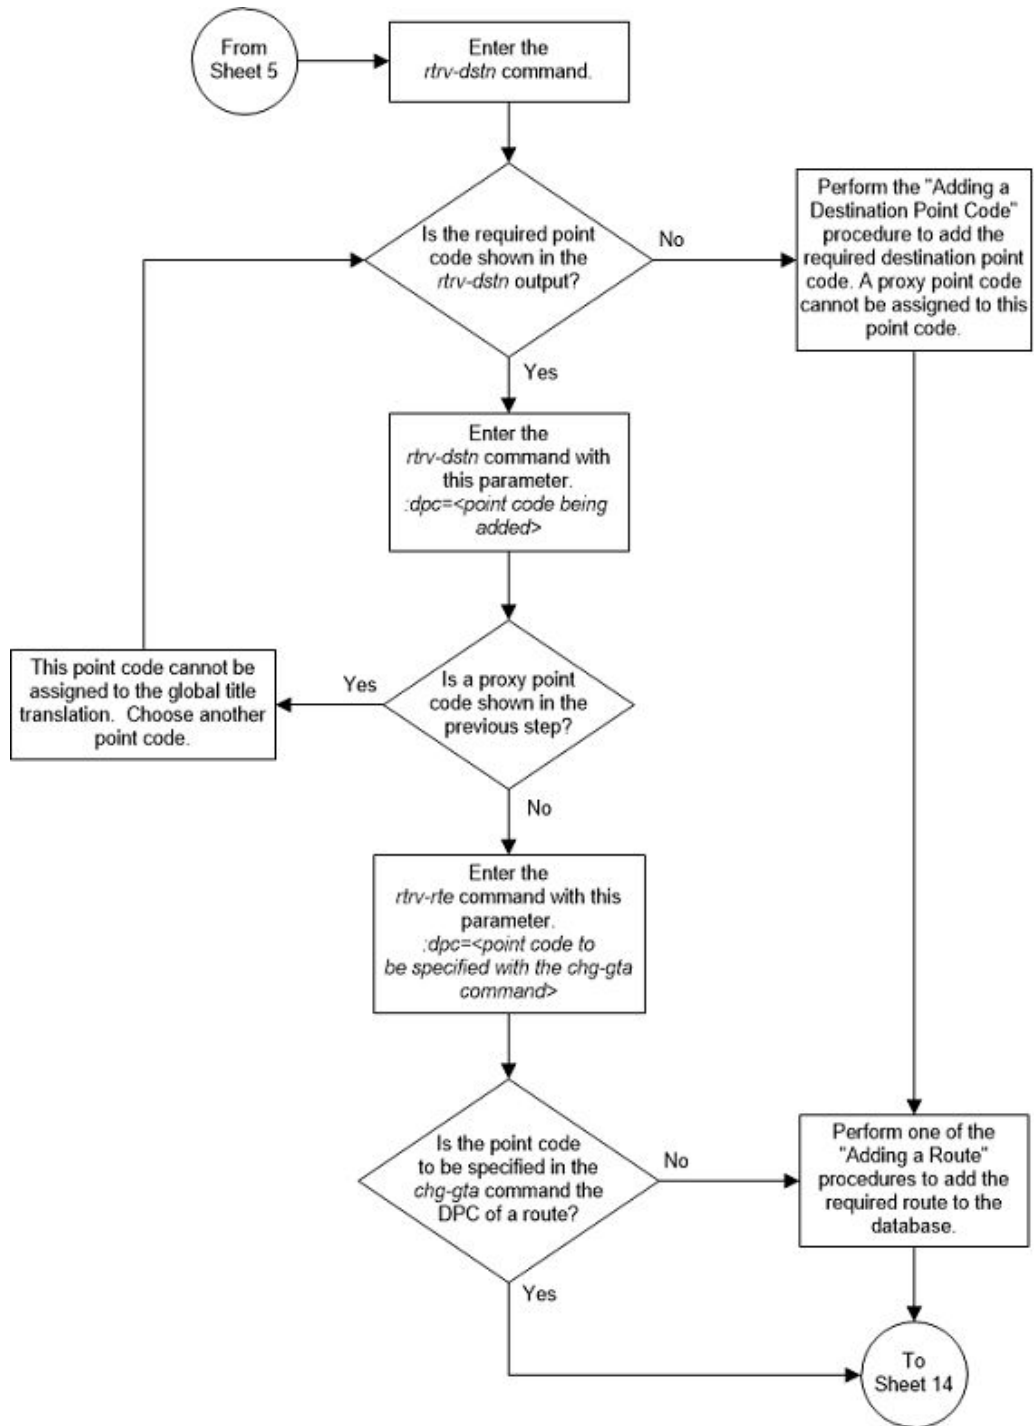 From
Sheet 5
Enter the
rtrv-dstn command.
Is the required point
code shown in the
rtrv-dstn output?
No
Perform the "Adding a
Destination Point Code"
procedure to add the
required destination point
code. A proxy point code
cannot be assigned to this
point code.
Yes
Enter the
rtrv-dstn command with
this parameter.
:dpc=<point code being
added>
Is a proxy point
code shown in the
previous step?
Yes
This point code cannot be
assigned to the global title
translation. Choose another
point code.
No
Enter the
rtrv-rte command with this
parameter.
:dpc=<point code to
be specified with the chg-gta
command>
Is the point code
to be specified in the
chg-gta command the
DPC of a route?
No
Perform one of the
"Adding a Route"
procedures to add the
required route to the
database.
Yes
To
Sheet 14